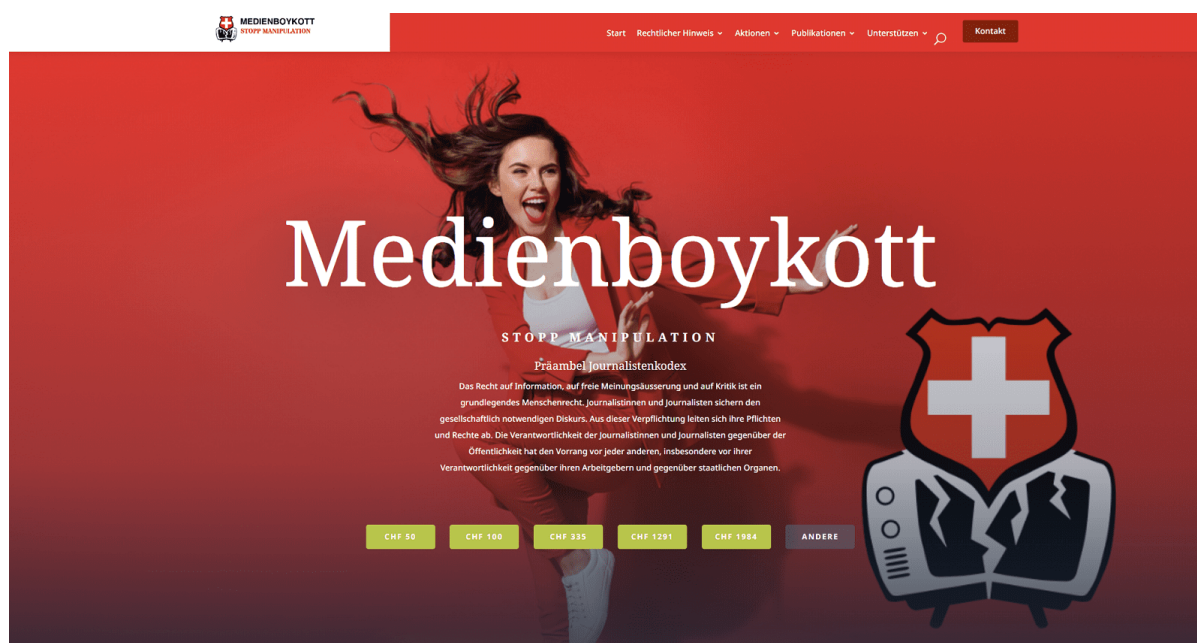 MEDIENBOYKOTT
STOPP MANIPULATION
Start Rechtlicher Hinweis Aktionen Publikationen Unterstützen Kontakt
Medienboykott
STOPP MANIPULATION
Präambel Journalistenkodex
Das Recht auf Information, auf freie Meinungsäusserung und auf Kritik ist ein
grundlegendes Menschenrecht. Journalistinnen und Journalisten sichern den
gesellschaftlich notwendigen Diskurs. Aus dieser Verpflichtung leiten sich ihre Pflichten
und Rechte ab. Die Verantwortlichkeit der Journalistinnen und Journalisten gegenüber der
Öffentlichkeit hat den Vorrang vor jeder anderen, insbesondere vor ihrer
Verantwortlichkeit gegenüber ihren Arbeitgebern und gegenüber staatlichen Organen.
CHF 50 CHF 100 CHF 335 CHF 1291 CHF 1984 ANDERE